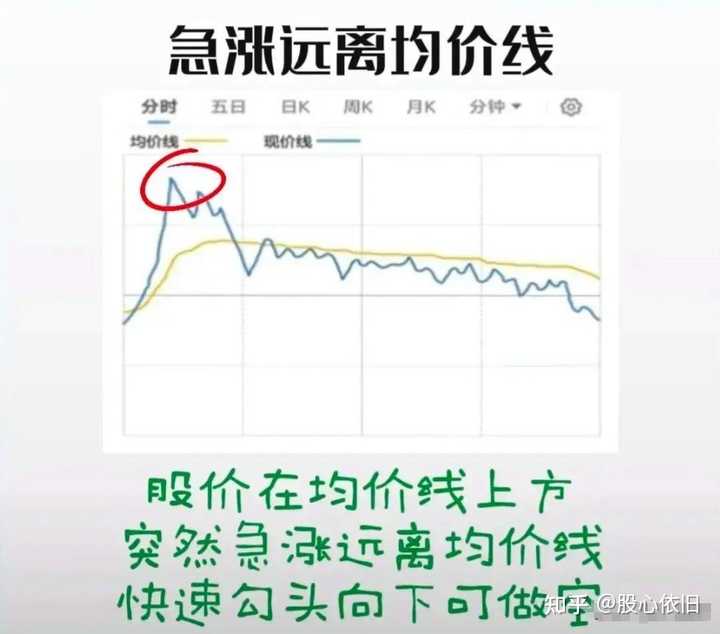 急涨远离均价线
分时 五日 日K 周K 月K 分钟
均价线 现价线
股价在均价线上方
突然急涨远离均价线
快速勾头向下可做空
知乎 @股心依旧